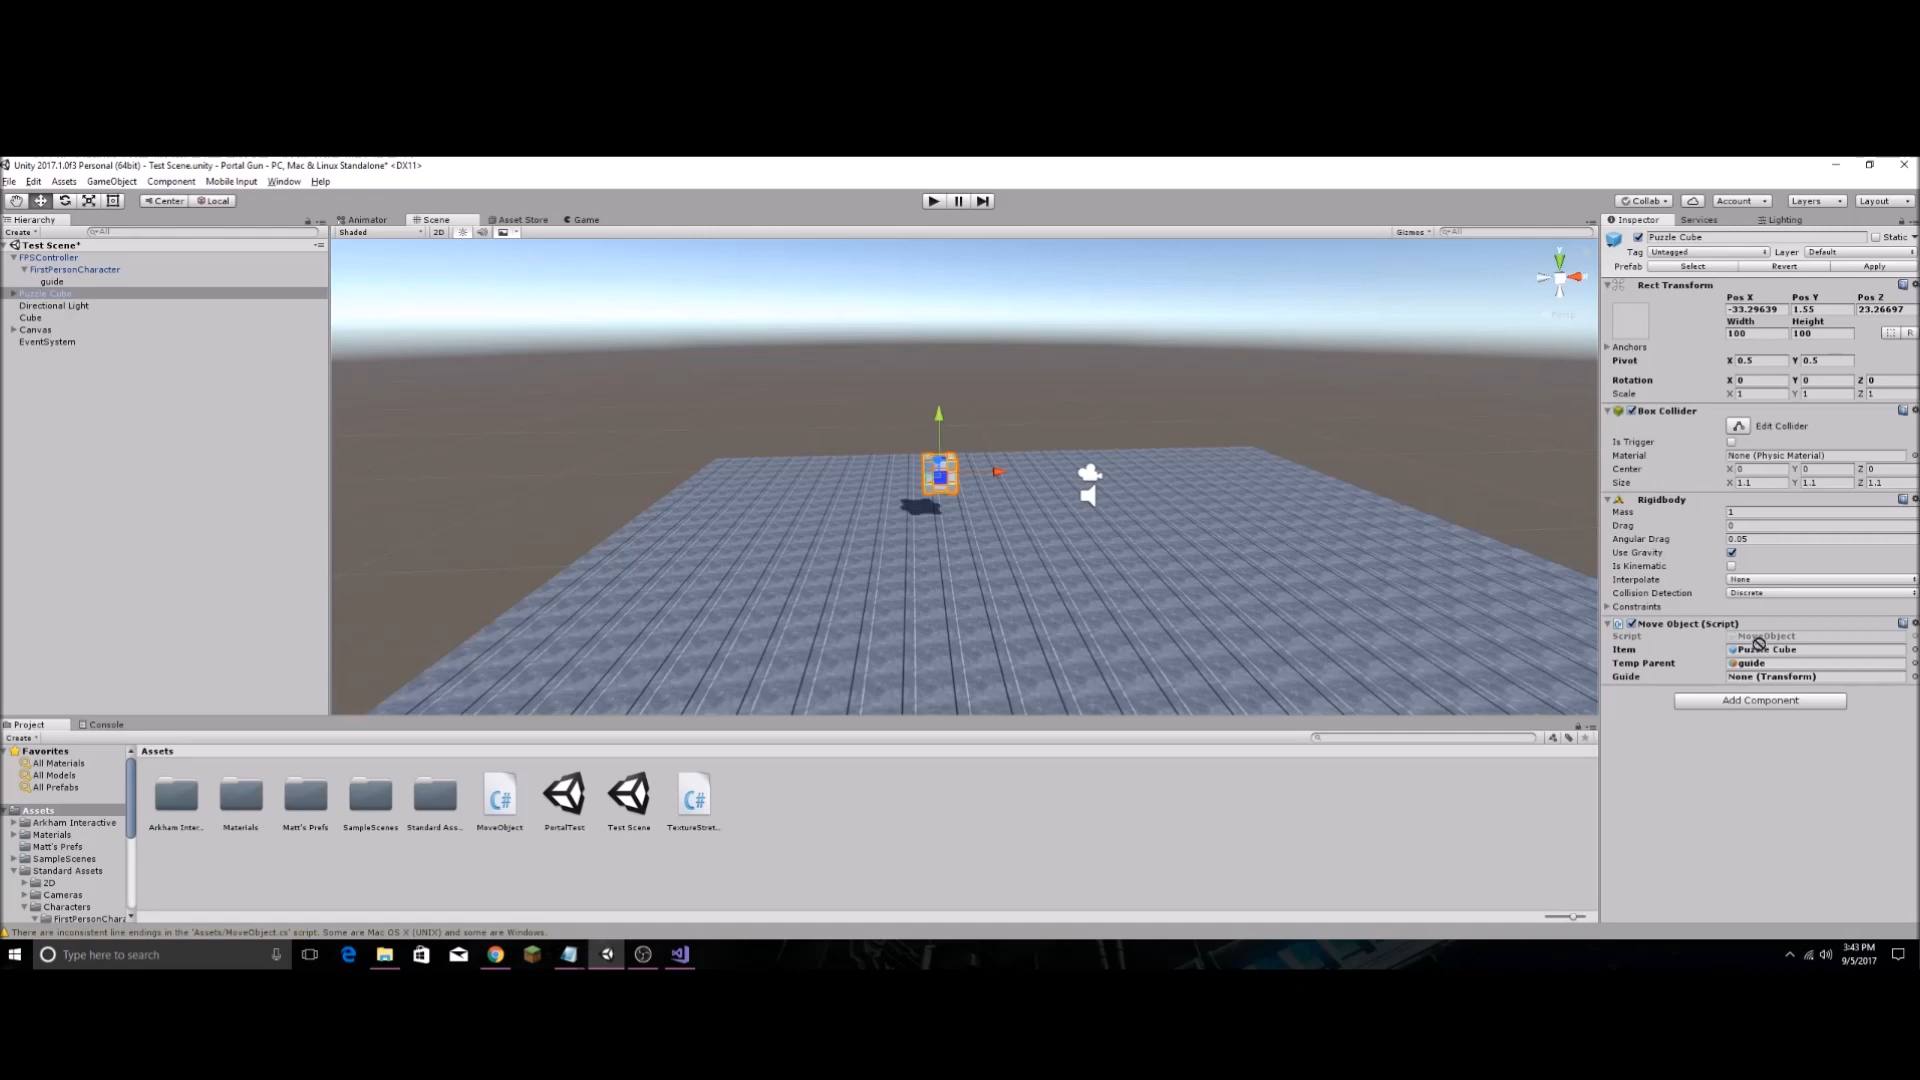 Unity 2017.1.0f3 Personal (64bit) - Test Scene.unity - Portal Gun - PC, Mac & Linux Standalone* <DX11>
File Edit Assets GameObject Component Mobile Input Window Help
Center Local
Collab Account Layers Layout
Hierarchy
Animator Scene Asset Store Game
Inspector Services Lighting
Create All
Shaded 2D
Gizmos All
Test Scene*
FPSController
FirstPersonCharacter
guide
Puzzle Cube
Directional Light
Cube
Canvas
EventSystem
y
Persp
Puzzle Cube Static
Tag Untagged Layer Default
Prefab Select Revert Apply
Rect Transform
Pos X Pos Y Pos Z
-33.29639 1.55 23.26697
Width Height
100 100
R
Anchors
Pivot X 0.5 Y 0.5
Rotation X 0 Y 0 Z 0
Scale X 1 Y 1 Z 1
Box Collider
Edit Collider
Is Trigger
Material None (Physic Material)
Center X 0 Y 0 Z 0
Size X 1.1 Y 1.1 Z 1.1
Rigidbody
Mass 1
Drag 0
Angular Drag 0.05
Use Gravity
Is Kinematic
Interpolate None
Collision Detection Discrete
Constraints
Move Object (Script)
Script MoveObject
Item Puzzle Cube
Temp Parent guide
Guide None (Transform)
Add Component
Project Console
Create
Favorites
All Materials
All Models
All Prefabs
Assets
Arkham Interactive
Materials
Matt's Prefs
SampleScenes
Standard Assets
2D
Cameras
Characters
FirstPersonChara
Assets
Arkham Inter... Materials Matt's Prefs SampleScenes Standard Ass... MoveObject PortalTest Test Scene TextureStret...
C# C#
There are inconsistent line endings in the 'Assets/MoveObject.cs' script. Some are Mac OS X (UNIX) and some are Windows.
Type here to search
3:43 PM
9/5/2017